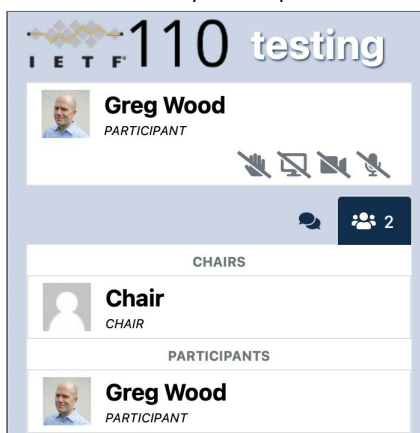 IETF® 110 testing
Greg Wood
PARTICIPANT
2
CHAIRS
Chair
CHAIR
PARTICIPANTS
Greg Wood
PARTICIPANT